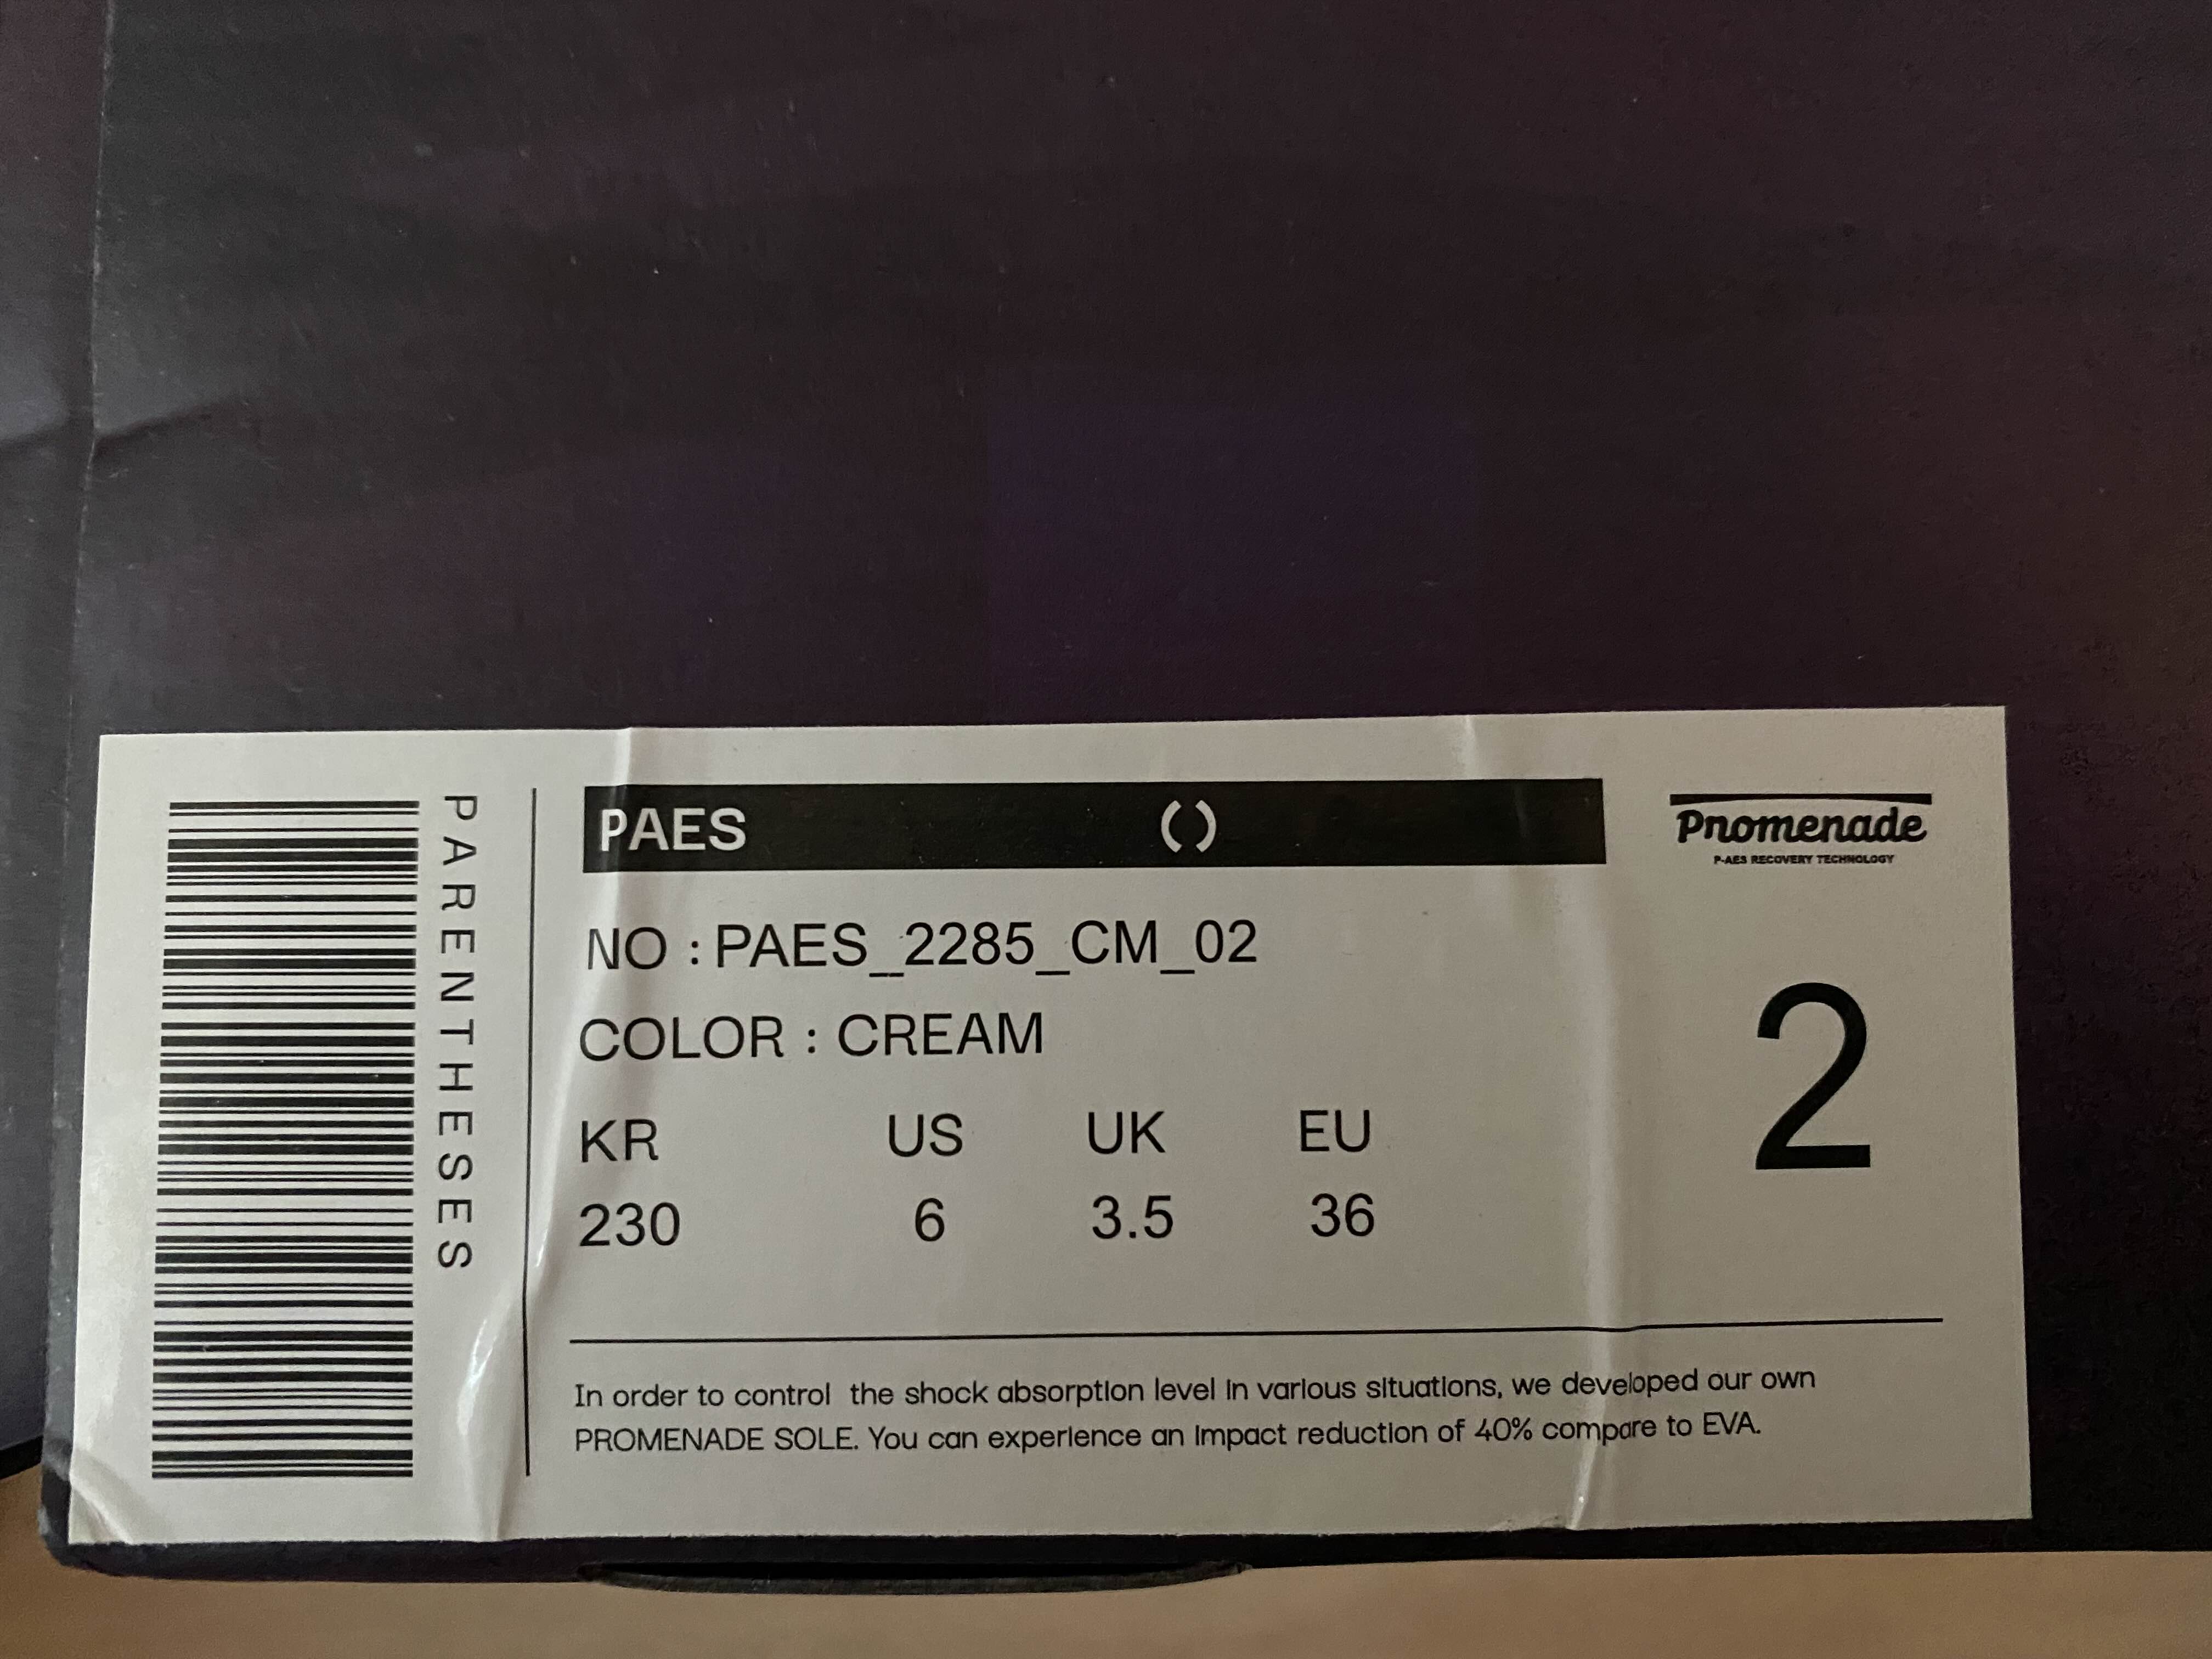 PARENTHESES
PAES ()
Promenade
P-AES RECOVERY TECHNOLOGY
NO : PAES_2285_CM_02
COLOR : CREAM
KR US UK EU
230 6 3.5 36
2
In order to control the shock absorption level in various situations, we developed our own
PROMENADE SOLE. You can experience an impact reduction of 40% compare to EVA.